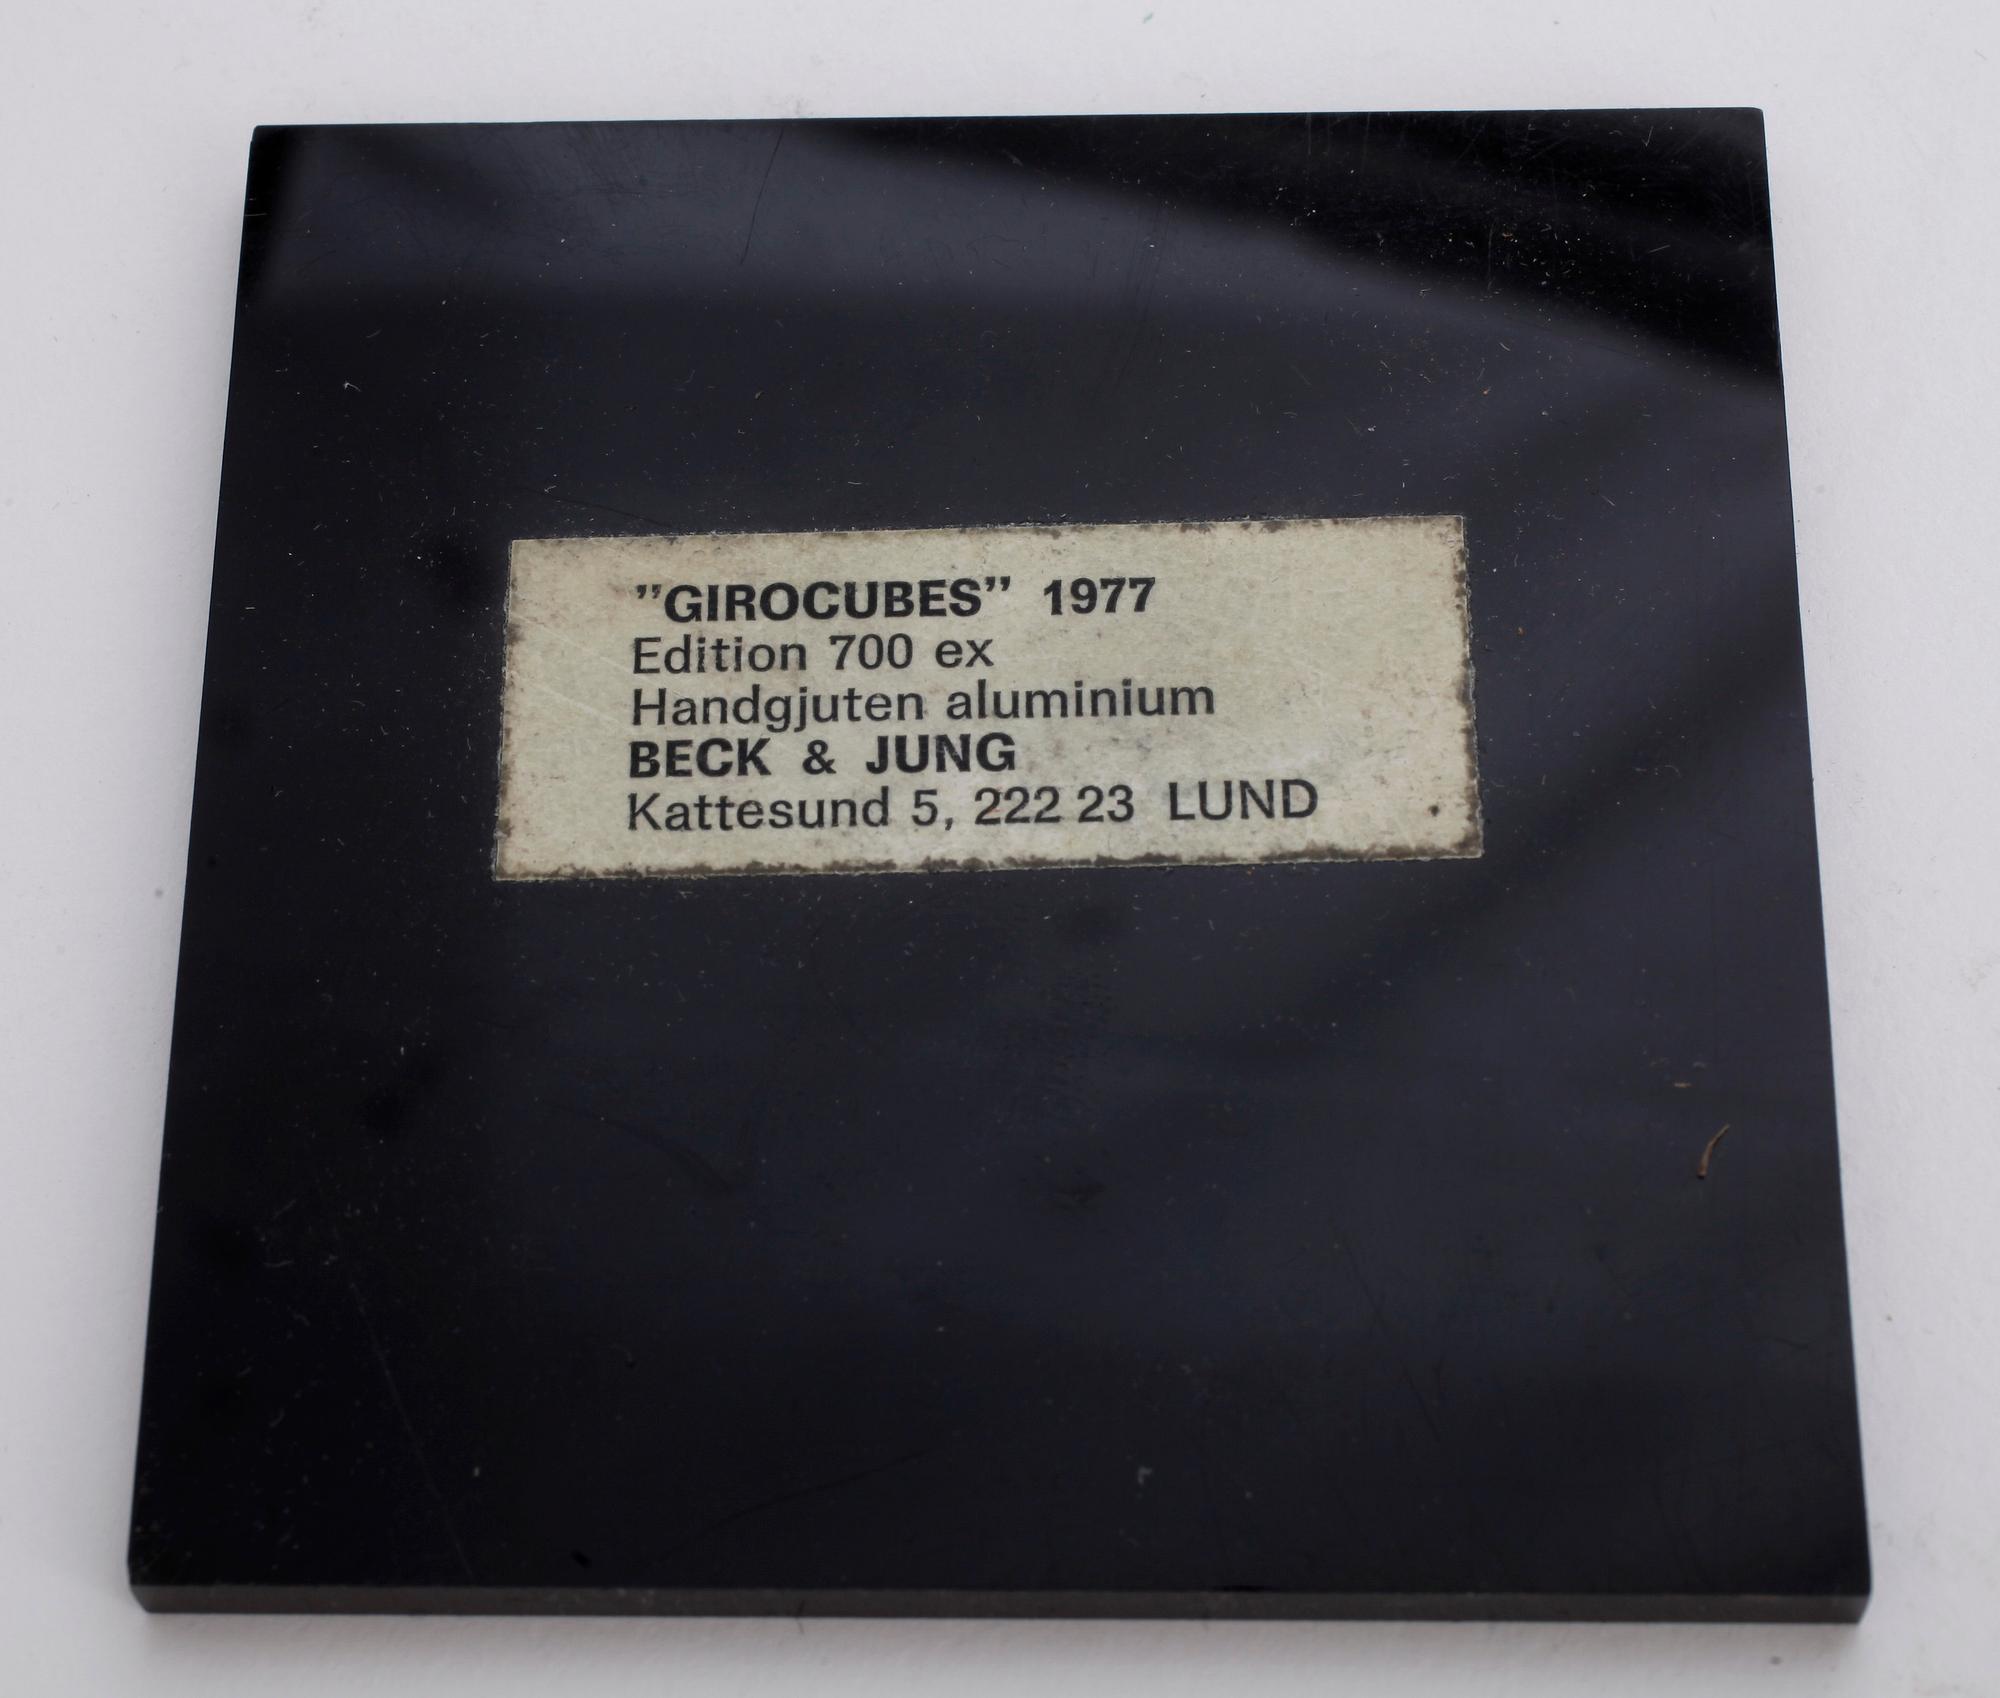 ”GIROCUBES” 1977
Edition 700 ex
Handgjuten aluminium
BECK & JUNG
Kattesund 5, 222 23 LUND